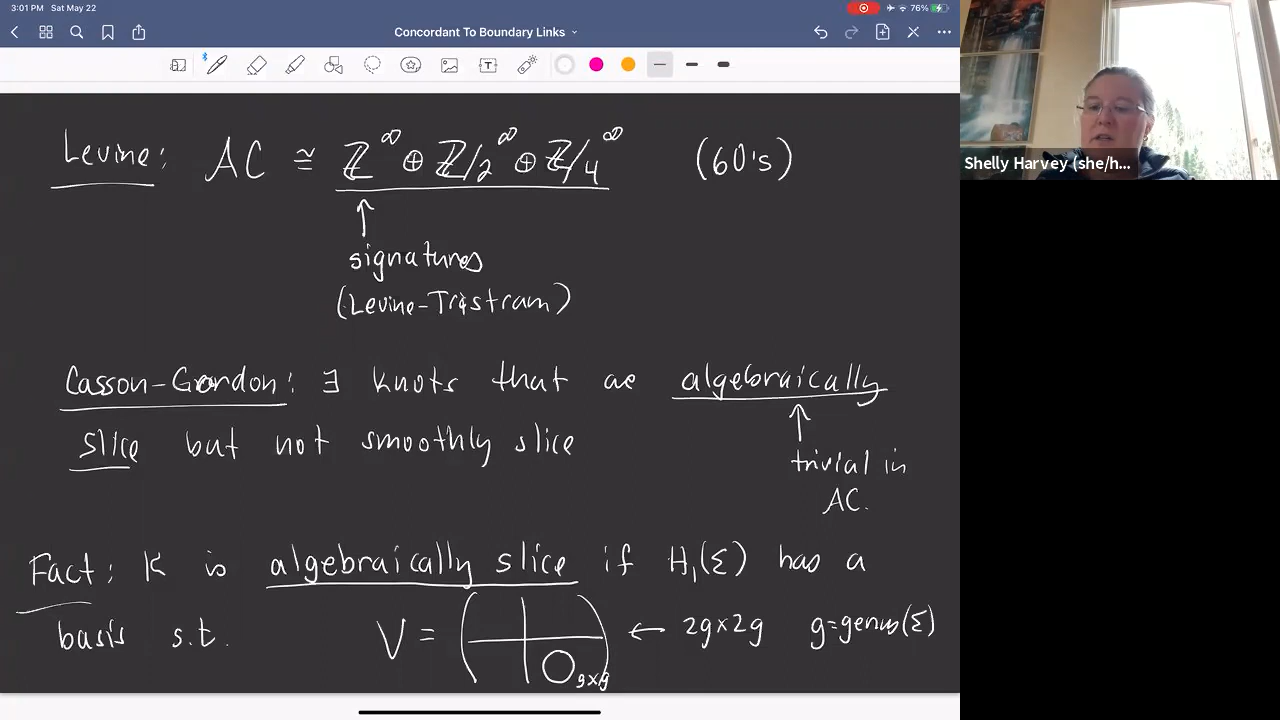 3:01 PM Sat May 22
76%
Concordant To Boundary Links
Shelly Harvey (she/h...
Levine: AC ≅ ℤ^∞ ⊕ ℤ/2^∞ ⊕ ℤ/4^∞ (60's)
↑
signatures
(Levine-Tristram)
Casson-Gordon: ∃ knots that ae algebraically
slice but not smoothly slice
↑
trivial in
AC.
Fact: K is algebraically slice if H₁(Σ) has a
basis s.t. V = ( O g×g ) ← 2g×2g g=genus(Σ)